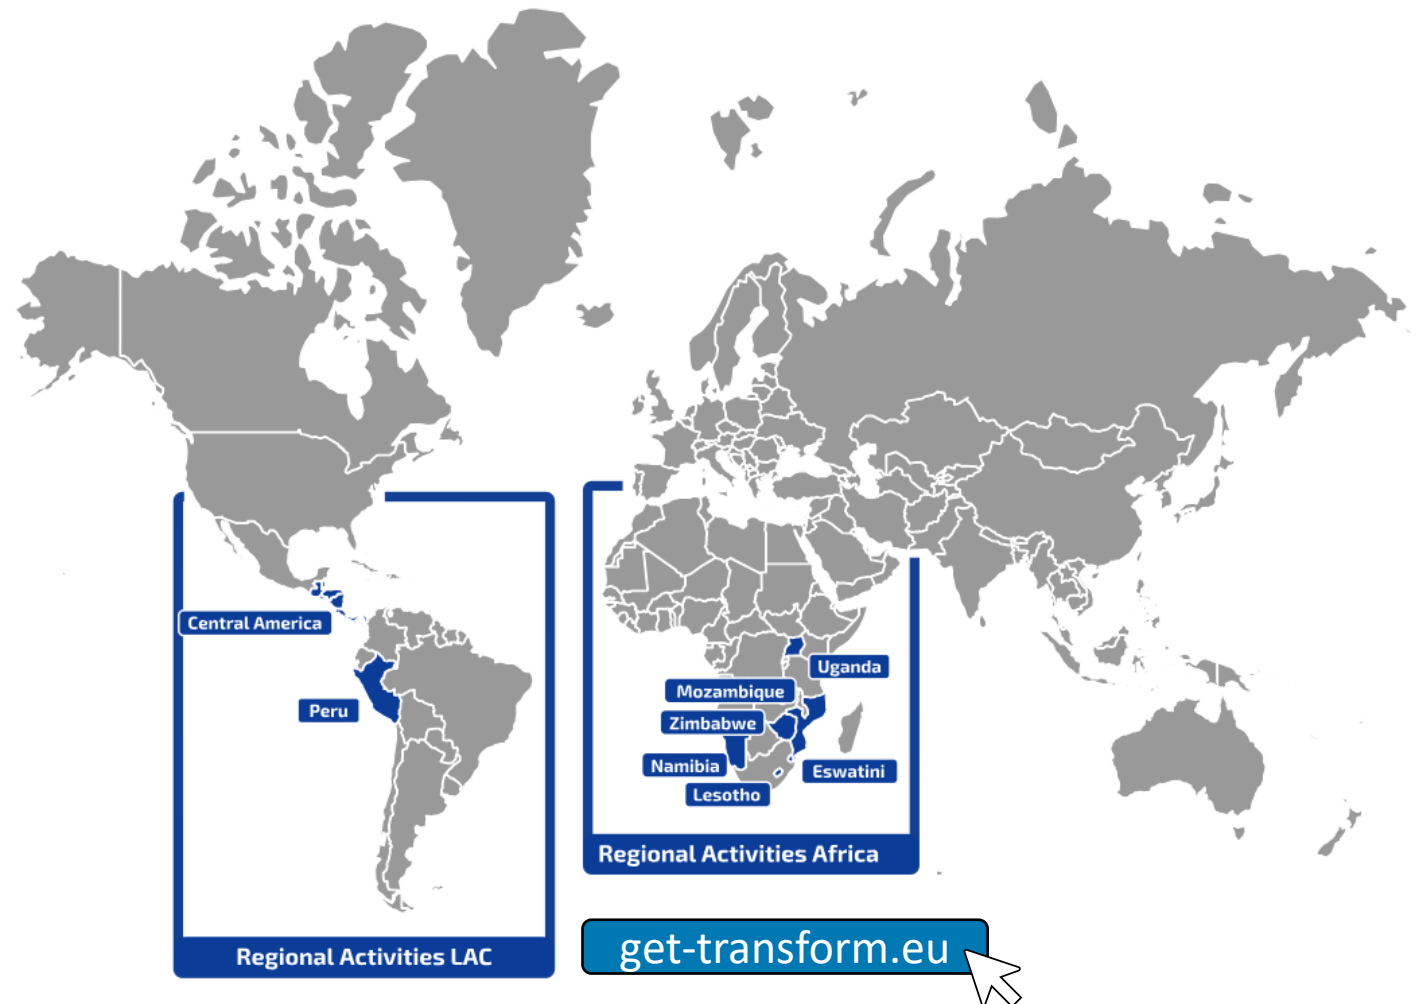 Central America
Peru
Regional Activities LAC
Uganda
Mozambique
Zimbabwe
Namibia
Eswatini
Lesotho
Regional Activities Africa
get-transform.eu